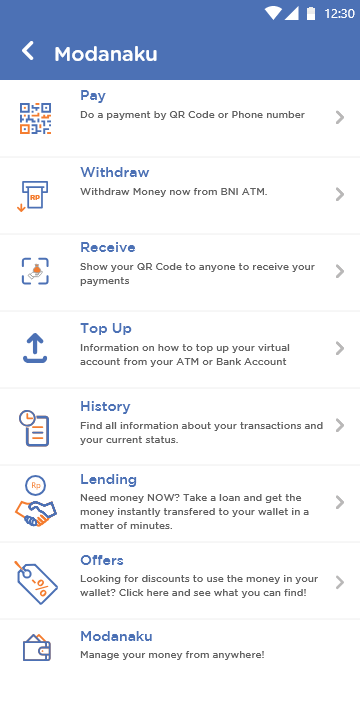 12:30
Modanaku
Pay
Do a payment by QR Code or Phone number
Withdraw
Withdraw Money now from BNI ATM.
RP
Receive
Show your QR Code to anyone to receive your
payments
Top Up
Information on how to top up your virtual
account from your ATM or Bank Account
History
Find all information about your transactions and
your current status.
Rp
Lending
Need money NOW? Take a loan and get the
money instantly transfered to your wallet in a
matter of minutes.
Offers
Looking for discounts to use the money in your
wallet? Click here and see what you can find!
%
Modanaku
Manage your money from anywhere!